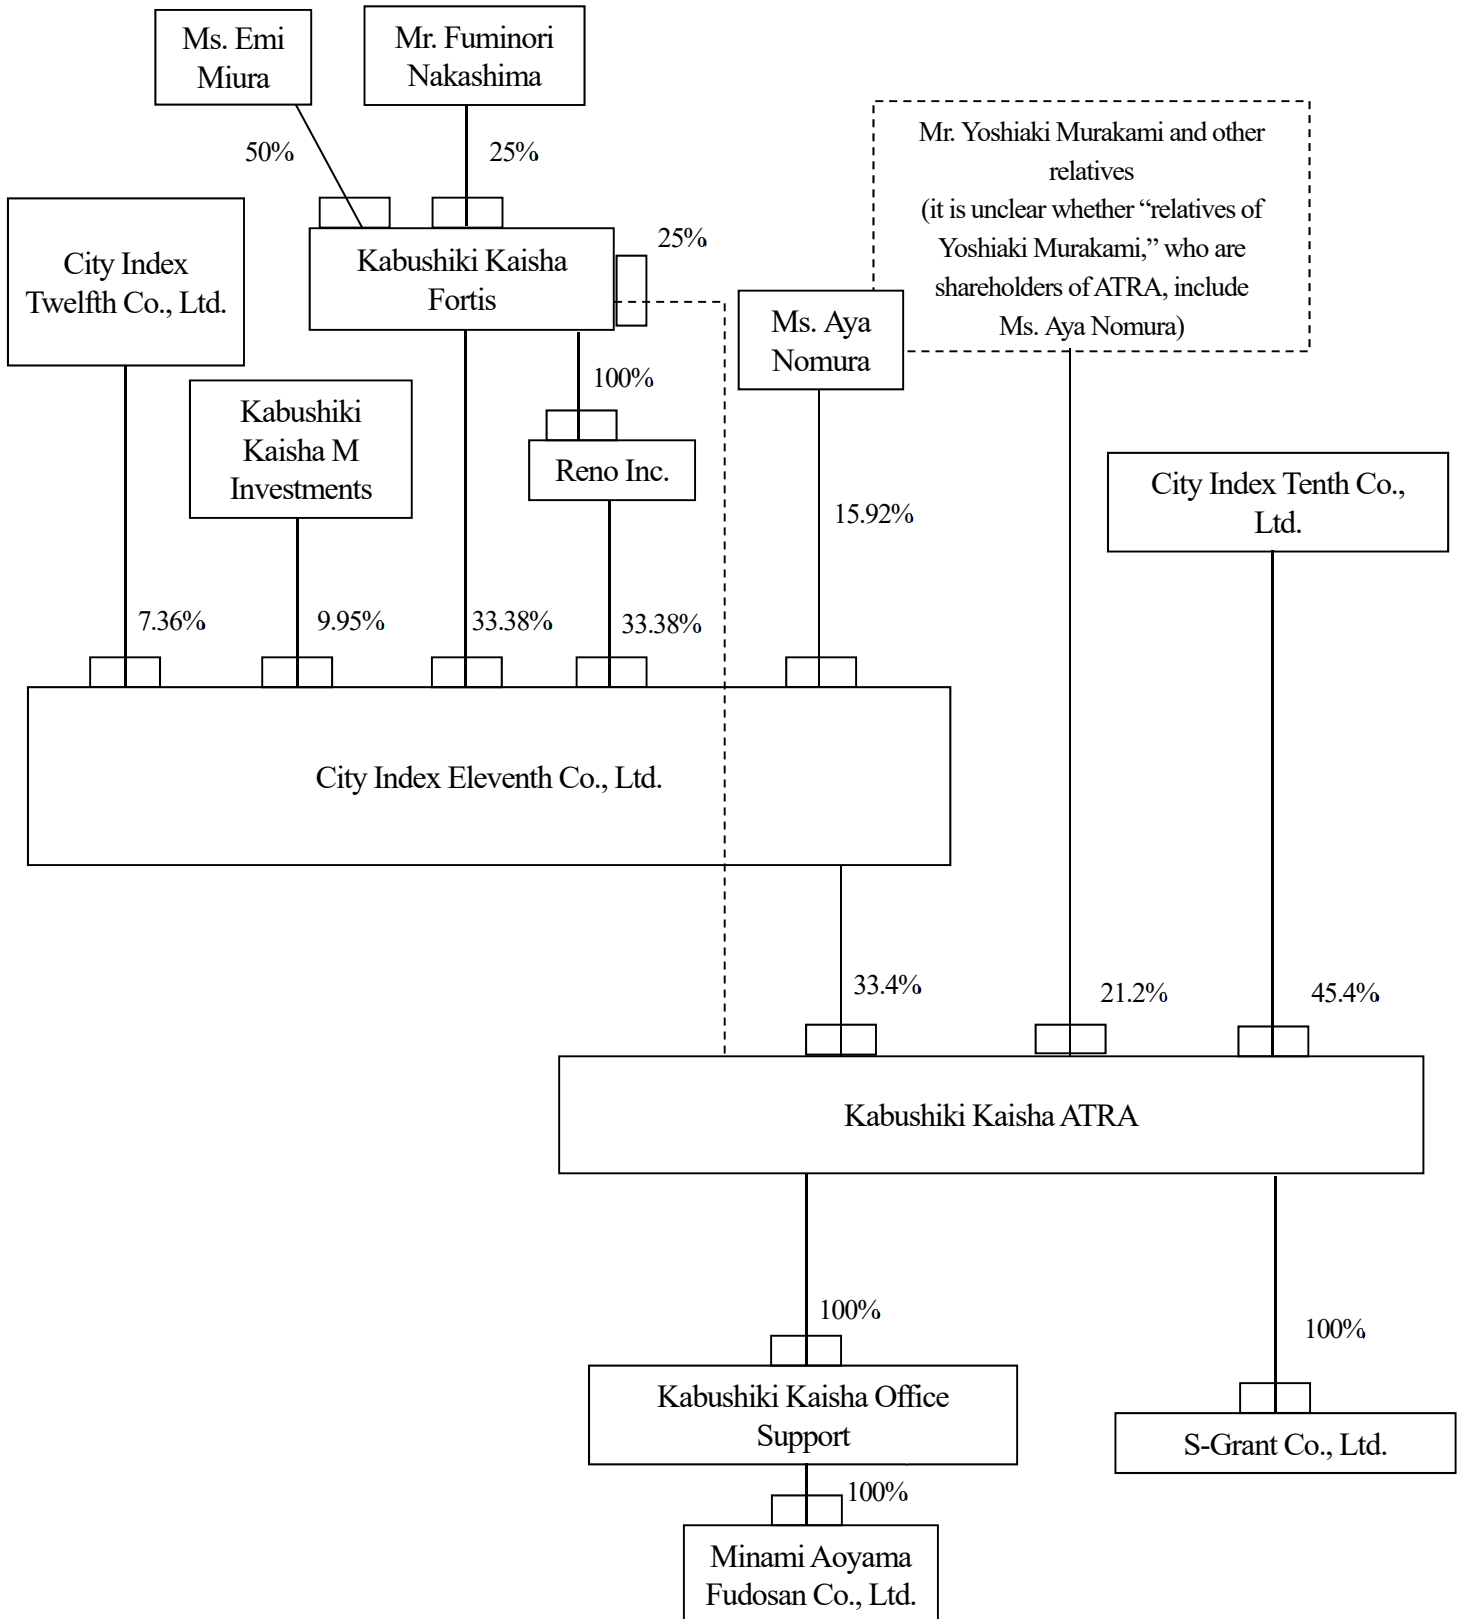 Ms. Emi
Miura
Mr. Fuminori
Nakashima
50%
25%
Mr. Yoshiaki Murakami and other
relatives
(it is unclear whether “relatives of
Yoshiaki Murakami,” who are
shareholders of ATRA, include
Ms. Aya Nomura)
City Index
Twelfth Co., Ltd.
Kabushiki Kaisha
Fortis
25%
Ms. Aya
Nomura
100%
Kabushiki
Kaisha M
Investments
Reno Inc.
City Index Tenth Co.,
Ltd.
15.92%
7.36%
9.95%
33.38%
33.38%
City Index Eleventh Co., Ltd.
33.4%
21.2%
45.4%
Kabushiki Kaisha ATRA
100%
100%
Kabushiki Kaisha Office
Support
S-Grant Co., Ltd.
100%
Minami Aoyama
Fudosan Co., Ltd.